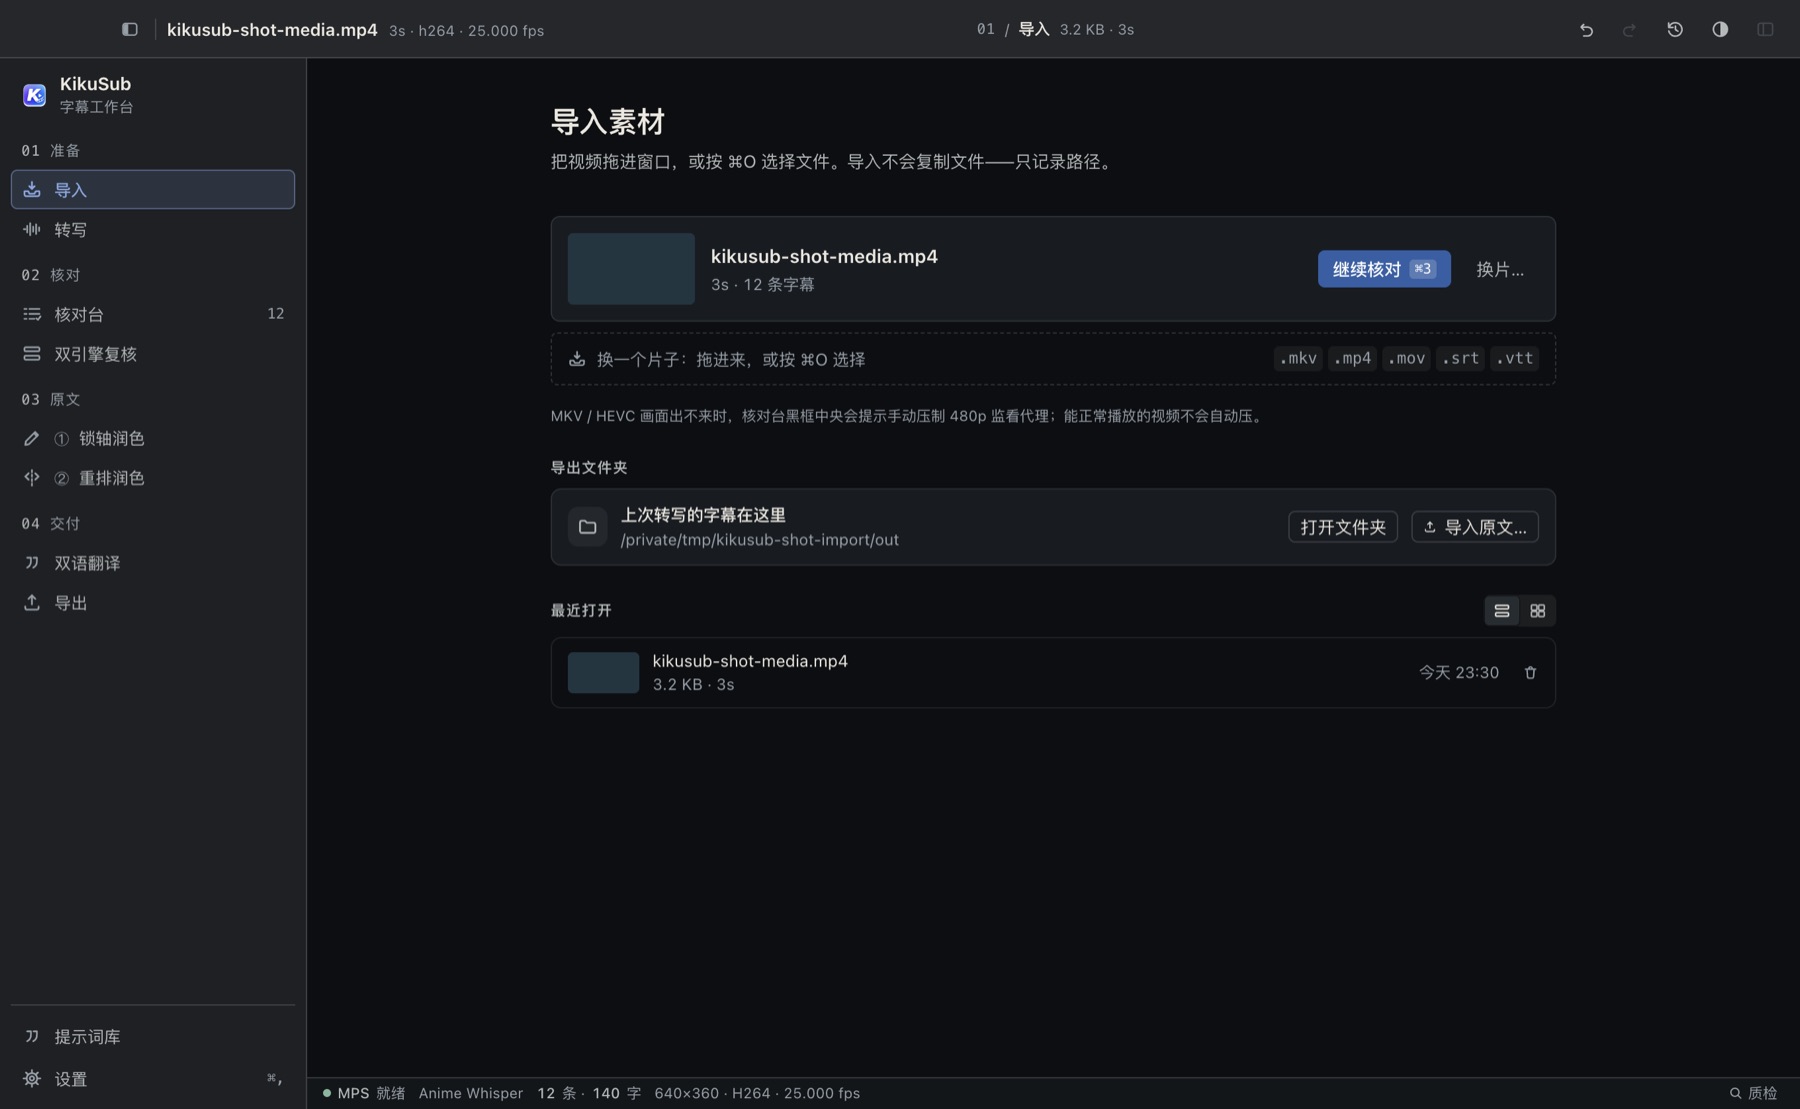 kikusub-shot-media.mp4 3s · h264 · 25.000 fps
01 / 导入 3.2 KB · 3s
KikuSub
字幕工作台
01 准备
导入
转写
02 核对
核对台 12
双引擎复核
03 原文
① 锁轴润色
② 重排润色
04 交付
双语翻译
导出
提示词库
设置 ⌘,
导入素材
把视频拖进窗口，或按 ⌘O 选择文件。导入不会复制文件——只记录路径。
kikusub-shot-media.mp4
3s · 12 条字幕
继续核对 ⌘3 换片…
换一个片子：拖进来，或按 ⌘O 选择 .mkv .mp4 .mov .srt .vtt
MKV / HEVC 画面出不来时，核对台黑框中央会提示手动压制 480p 监看代理；能正常播放的视频不会自动压。
导出文件夹
上次转写的字幕在这里
/private/tmp/kikusub-shot-import/out
打开文件夹 导入原文…
最近打开
kikusub-shot-media.mp4
3.2 KB · 3s
今天 23:30
MPS 就绪 Anime Whisper 12 条 · 140 字 640×360 · H264 · 25.000 fps 质检